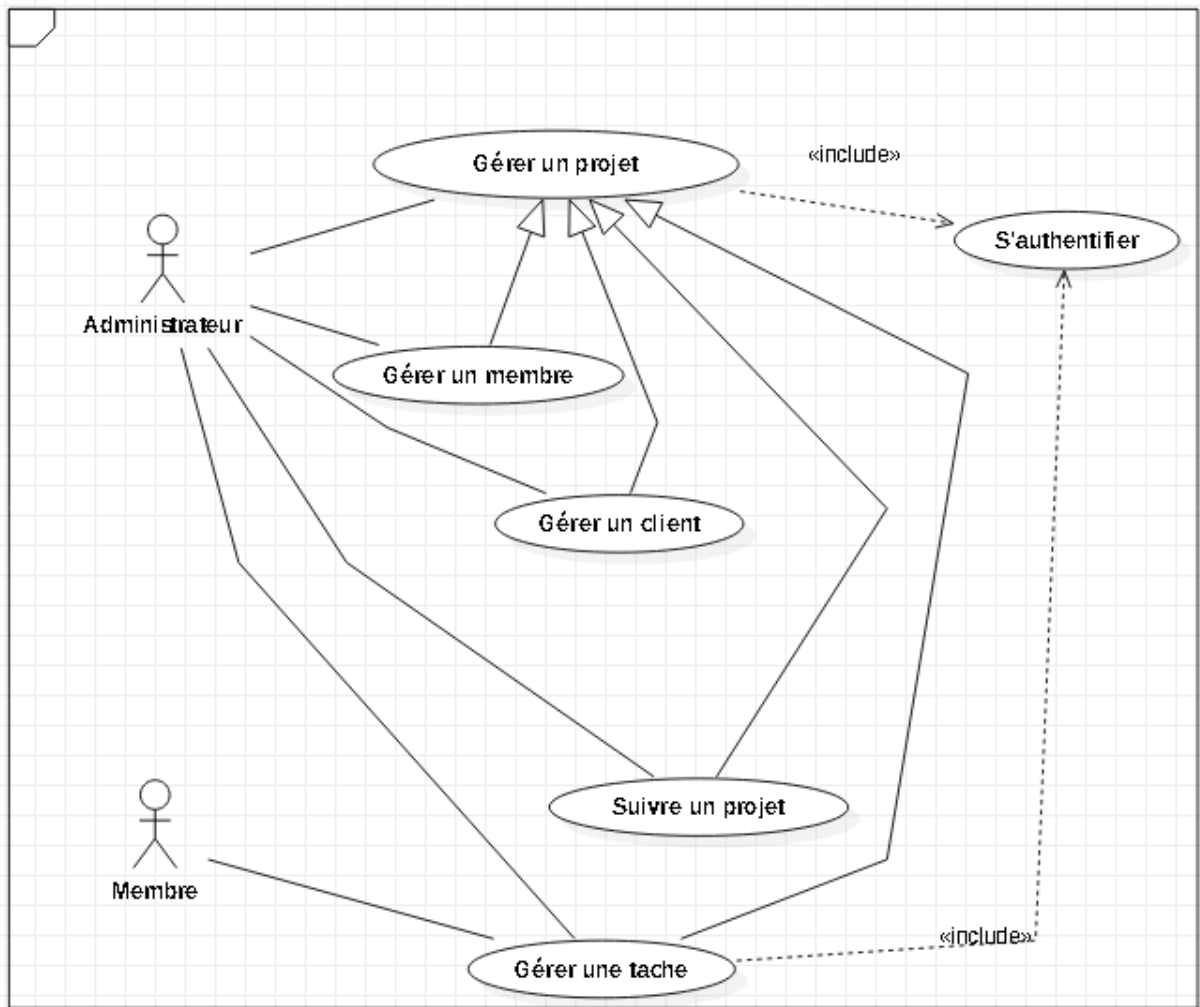 Gérer un projet
«include»
S'authentifier
Administrateur
Gérer un membre
Gérer un client
Suivre un projet
Membre
«include»
Gérer une tache